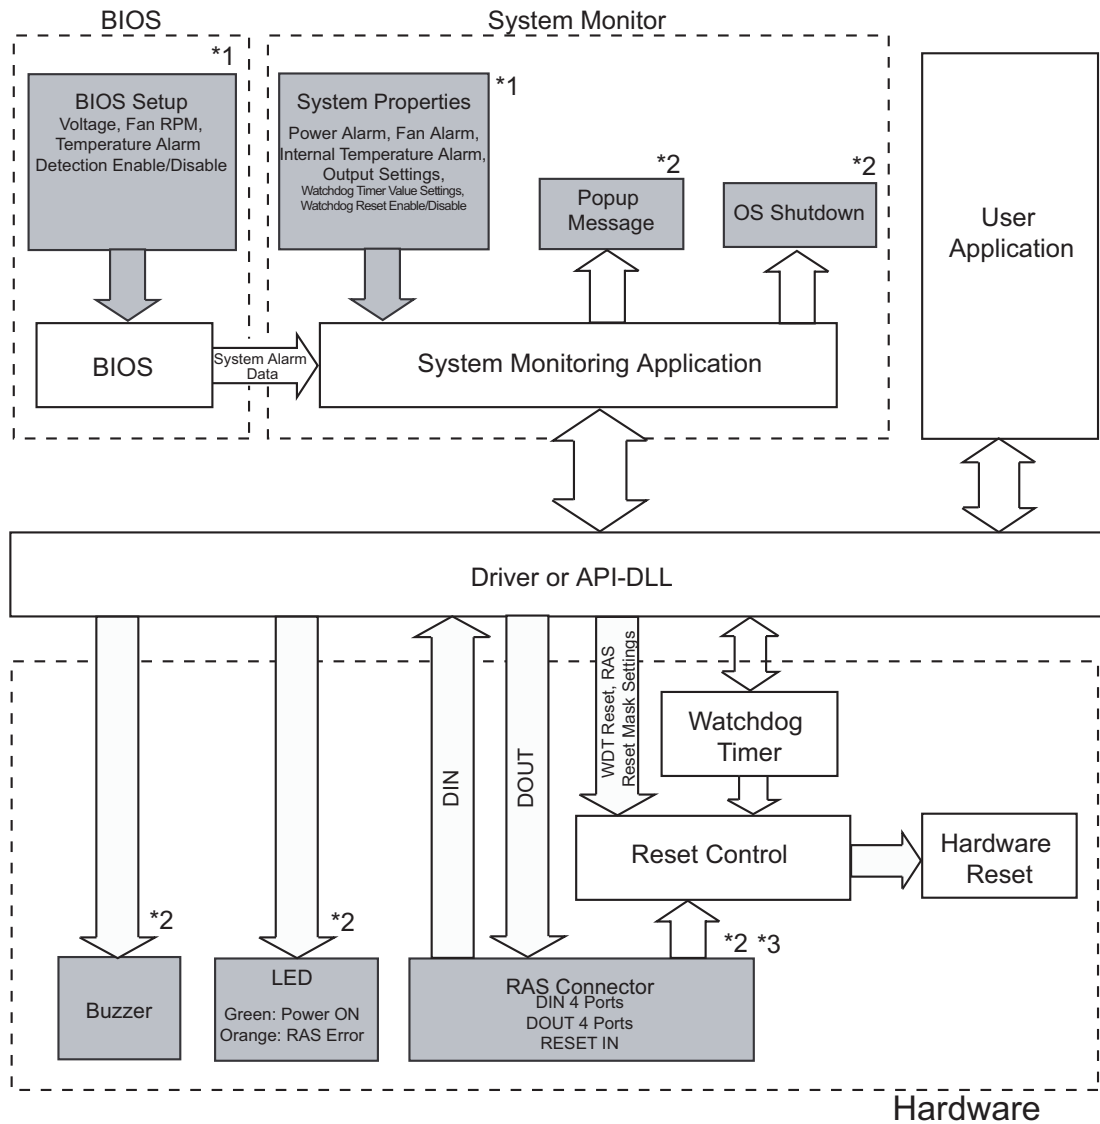 BIOS
System Monitor
*1
BIOS Setup
Voltage, Fan RPM,
Temperature Alarm
Detection Enable/Disable
*1
System Properties
Power Alarm, Fan Alarm,
Internal Temperature Alarm,
Output Settings,
Watchdog Timer Value Settings,
Watchdog Reset Enable/Disable
*2
Popup
Message
*2
OS Shutdown
User
Application
BIOS
System Alarm
Data
System Monitoring Application
Driver or API-DLL
DIN
DOUT
WDT Reset, RAS
Reset Mask Settings
Watchdog
Timer
Reset Control
Hardware
Reset
*2
*2
*2 *3
Buzzer
LED
Green: Power ON
Orange: RAS Error
RAS Connector
DIN 4 Ports
DOUT 4 Ports
RESET IN
Hardware